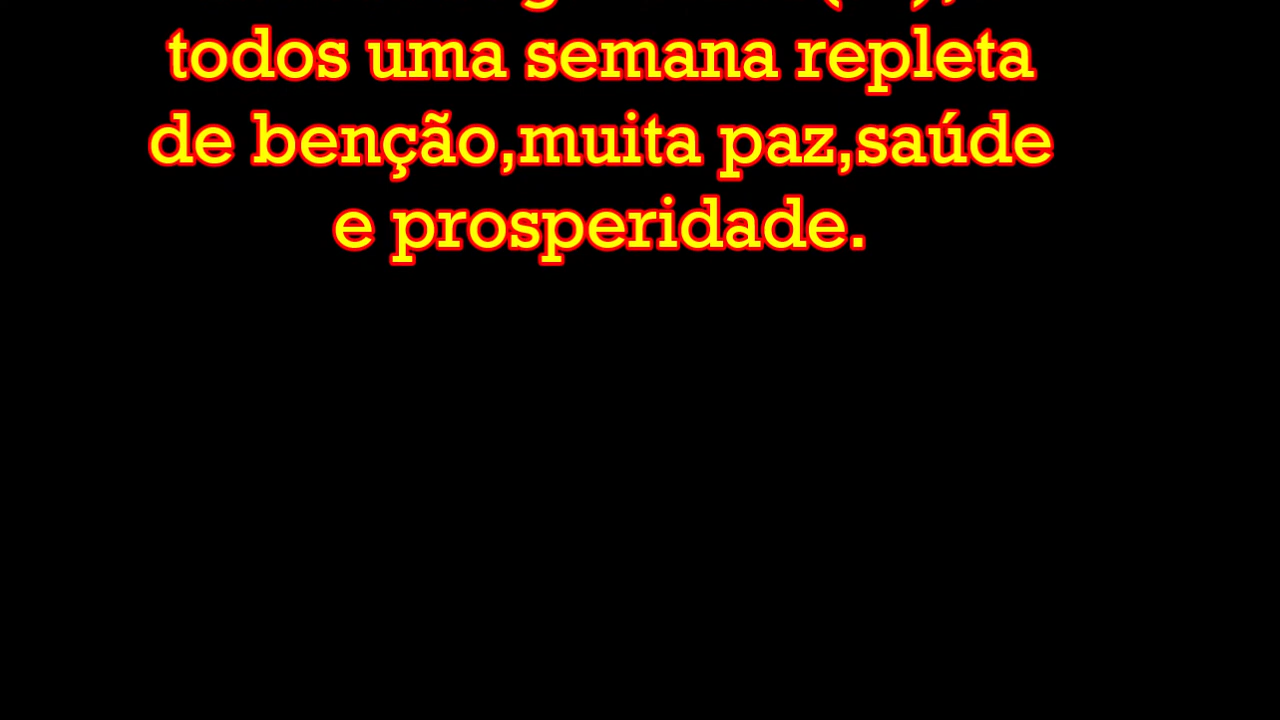 todos uma semana repleta
de benção,muita paz,saúde
e prosperidade.